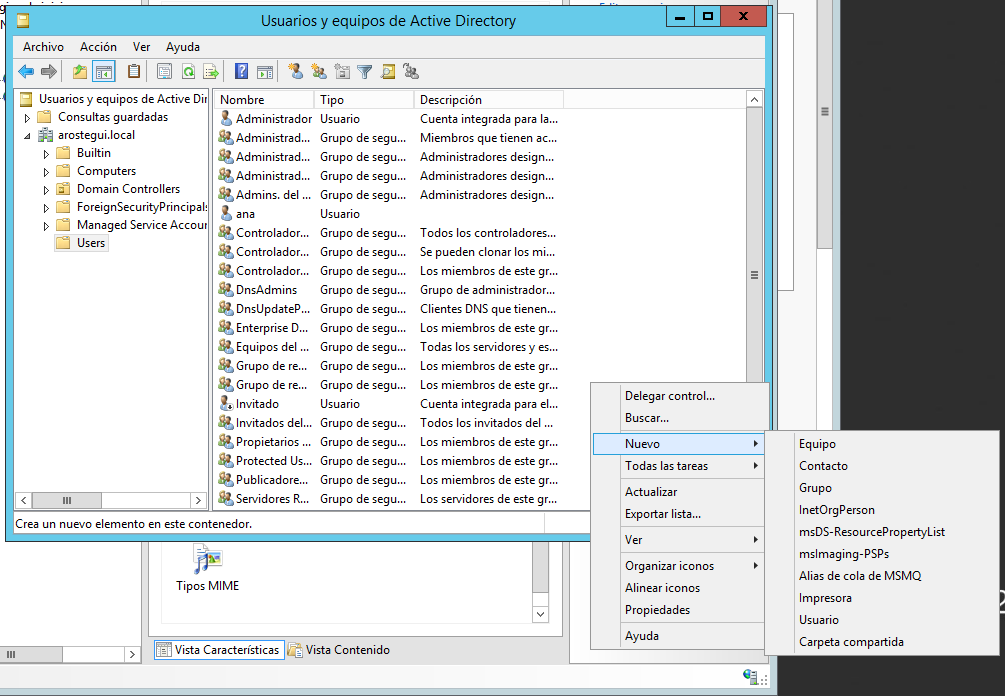 Usuarios y equipos de Active Directory
Archivo Acción Ver Ayuda
Usuarios y equipos de Active Dir
Consultas guardadas
arostegui.local
Builtin
Computers
Domain Controllers
ForeignSecurityPrincipals
Managed Service Accour
Users
Nombre Tipo Descripción
Administrador Usuario Cuenta integrada para la...
Administrad... Grupo de segu... Miembros que tienen ac...
Administrad... Grupo de segu... Administradores design...
Administrad... Grupo de segu... Administradores design...
Admins. del ... Grupo de segu... Administradores design...
ana Usuario
Controlador... Grupo de segu... Todos los controladores...
Controlador... Grupo de segu... Se pueden clonar los mi...
Controlador... Grupo de segu... Los miembros de este gr...
DnsAdmins Grupo de segu... Grupo de administrador...
DnsUpdateP... Grupo de segu... Clientes DNS que tienen...
Enterprise D... Grupo de segu... Los miembros de este gr...
Equipos del ... Grupo de segu... Todas los servidores y es...
Grupo de re... Grupo de segu... Los miembros de este gr...
Grupo de re... Grupo de segu... Los miembros de este gr...
Invitado Usuario Cuenta integrada para el...
Invitados del... Grupo de segu... Todos los invitados del ...
Propietarios ... Grupo de segu... Los miembros de este gr...
Protected Us... Grupo de segu... Los miembros de este gr...
Publicadore... Grupo de segu... Los miembros de este gr...
Servidores R... Grupo de segu... Los servidores de este gr...
Crea un nuevo elemento en este contenedor.
Delegar control...
Buscar...
Nuevo
Todas las tareas
Actualizar
Exportar lista...
Ver
Organizar iconos
Alinear iconos
Propiedades
Ayuda
Equipo
Contacto
Grupo
InetOrgPerson
msDS-ResourcePropertyList
msImaging-PSPs
Alias de cola de MSMQ
Impresora
Usuario
Carpeta compartida
Tipos MIME
Vista Características Vista Contenido